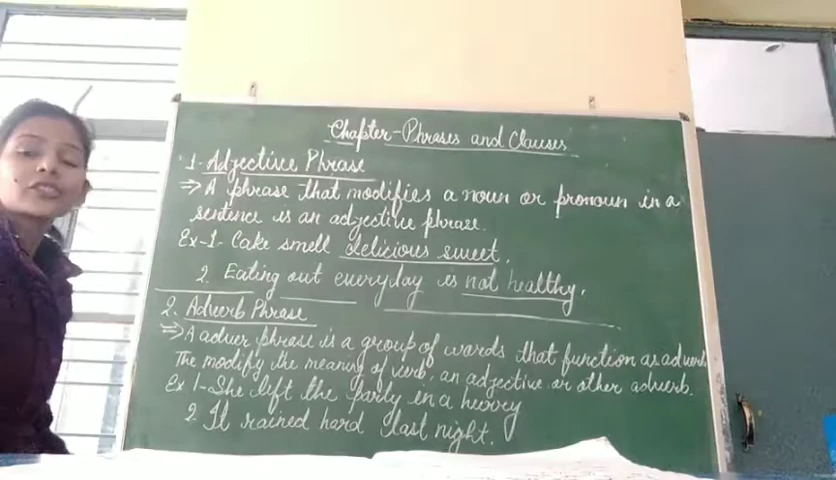 Chapter-Phrases and Clauses
1. Adjective Phrase
⇒ A phrase that modifies a noun or pronoun in a
sentence is an adjective phrase.
Ex-1- Cake smell delicious sweet.
2. Eating out everyday is not healthy.
2. Adverb Phrase
⇒ A adver phrase is a group of words that function as adverb
The modify the meaning of verb, an adjective or other adverb.
Ex 1- She lift the party in a hurry
2. It rained hard last night.